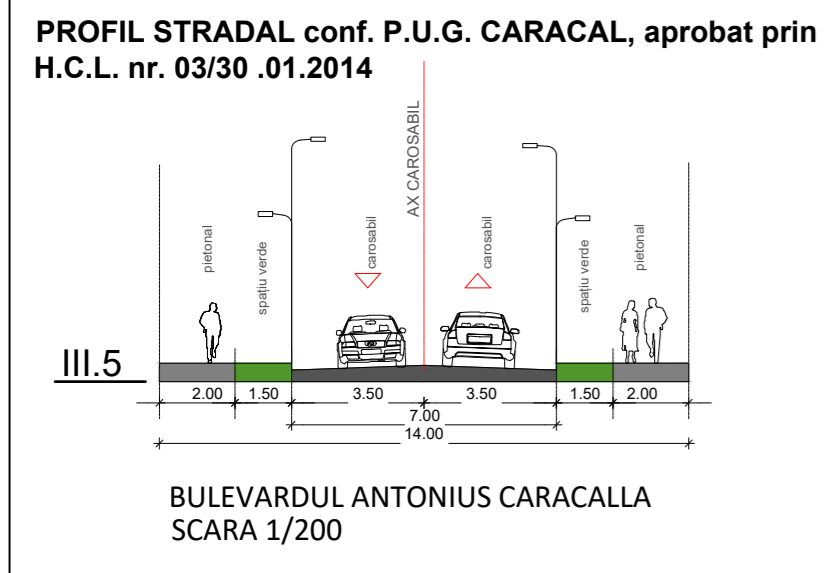 PROFIL STRADAL conf. P.U.G. CARACAL, aprobat prin
H.C.L. nr. 03/30 .01.2014
AX CAROSABIL
pietonal
spațiu verde
carosabil
carosabil
spațiu verde
pietonal
III.5
2.00 1.50 3.50 3.50 1.50 2.00
7.00
14.00
BULEVARDUL ANTONIUS CARACALLA
SCARA 1/200